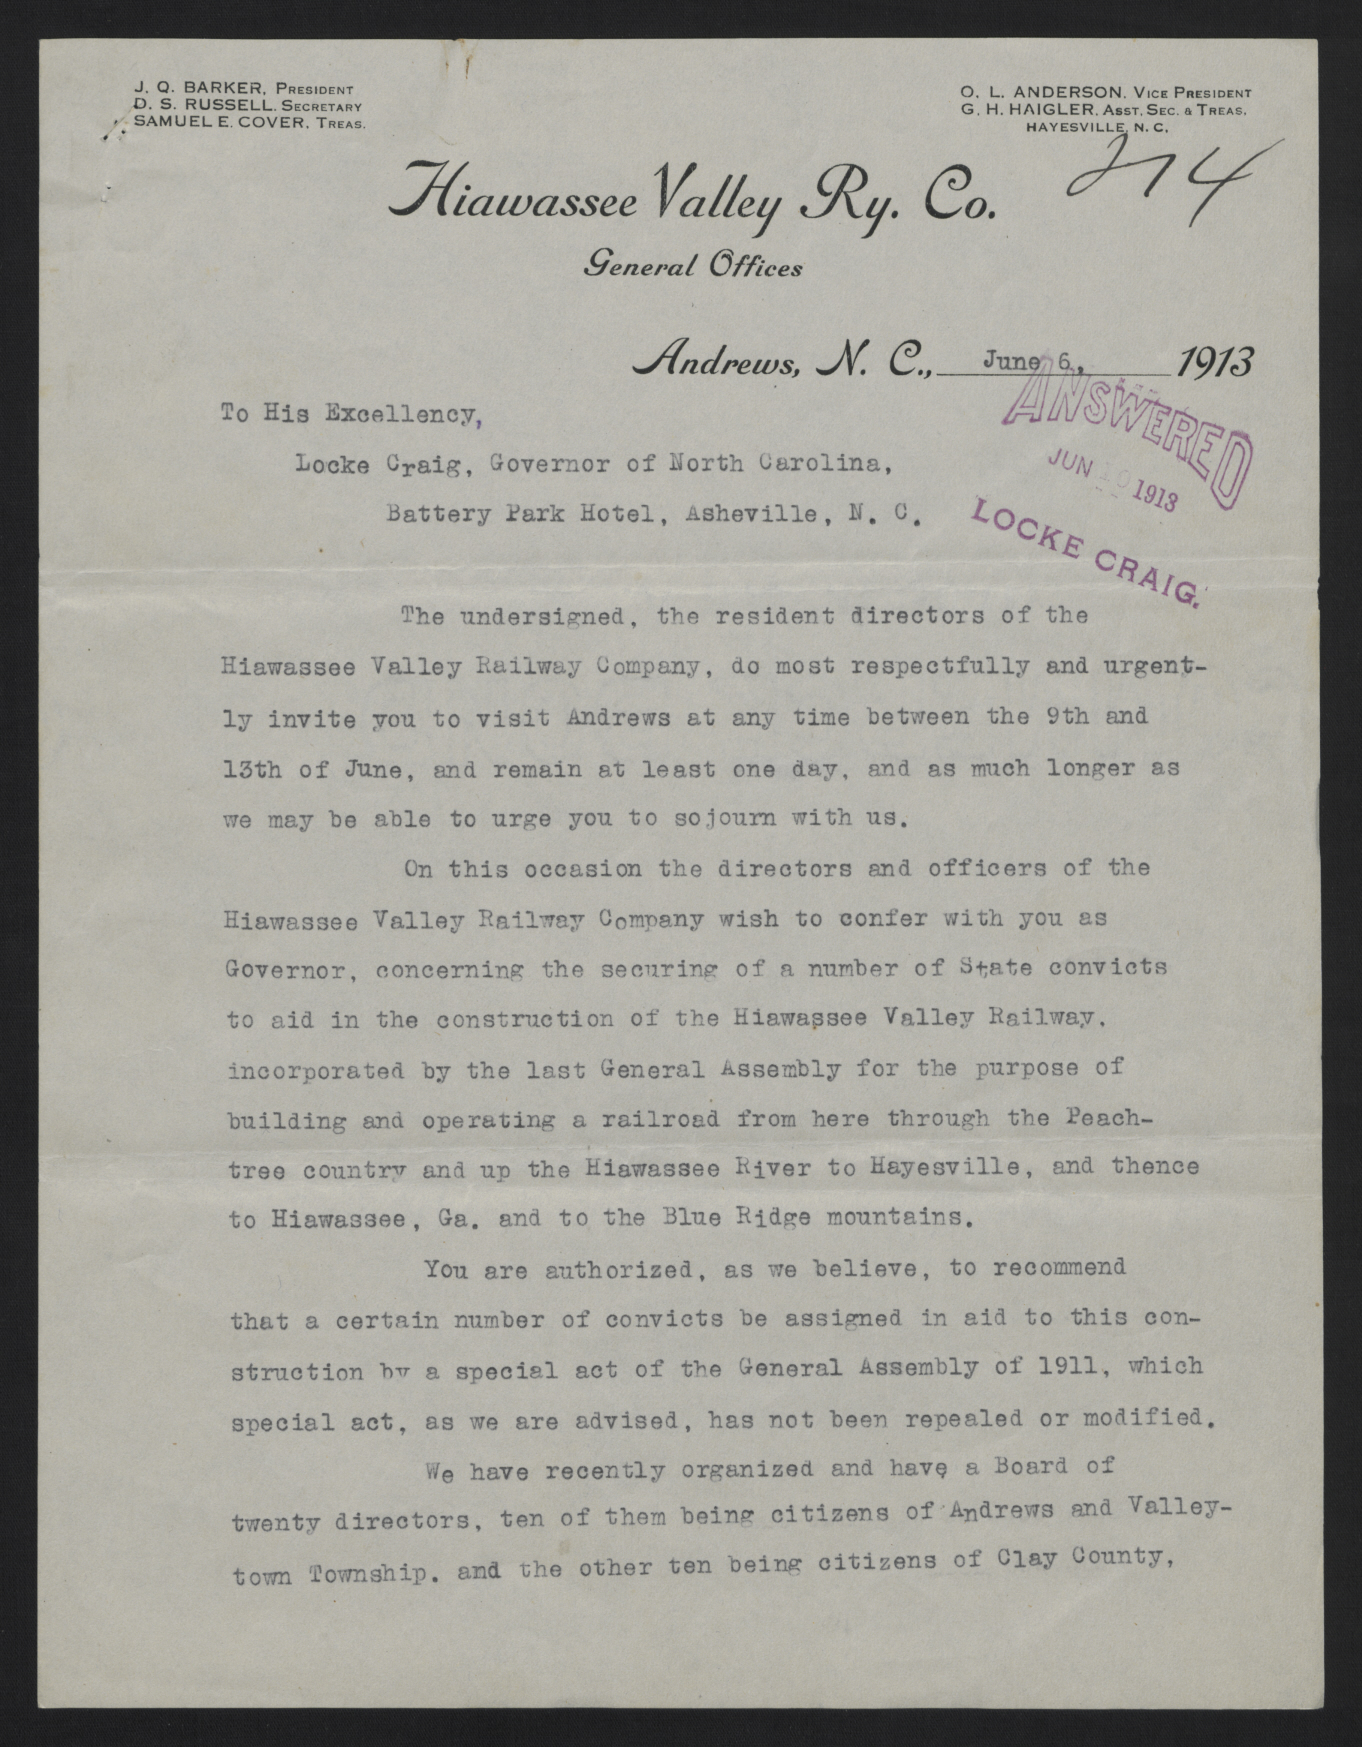 J. Q. BARKER, PRESIDENT
D. S. RUSSELL, SECRETARY
SAMUEL E. COVER, TREAS.
O. L. ANDERSON, VICE PRESIDENT
G. H. HAIGLER, ASST. SEC. & TREAS.
HAYESVILLE, N. C.
Hiawassee Valley Ry. Co.
General Offices
Andrews, N. C., June 6, 1913
ANSWERED
JUN 1913
LOCKE CRAIG.
To His Excellency,
Locke Craig, Governor of North Carolina,
Battery Park Hotel, Asheville, N. C.
The undersigned, the resident directors of the
Hiawassee Valley Railway Company, do most respectfully and urgent-
ly invite you to visit Andrews at any time between the 9th and
13th of June, and remain at least one day, and as much longer as
we may be able to urge you to sojourn with us.
On this occasion the directors and officers of the
Hiawassee Valley Railway Company wish to confer with you as
Governor, concerning the securing of a number of State convicts
to aid in the construction of the Hiawassee Valley Railway.
incorporated by the last General Assembly for the purpose of
building and operating a railroad from here through the Peach-
tree country and up the Hiawassee River to Hayesville, and thence
to Hiawassee, Ga. and to the Blue Ridge mountains.
You are authorized, as we believe, to recommend
that a certain number of convicts be assigned in aid to this con-
struction by a special act of the General Assembly of 1911, which
special act, as we are advised, has not been repealed or modified.
We have recently organized and have a Board of
twenty directors, ten of them being citizens of Andrews and Valley-
town Township. and the other ten being citizens of Clay County,